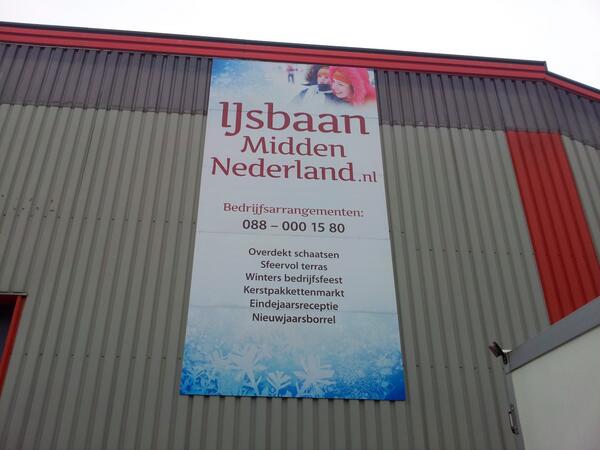 IJsbaan
Midden
Nederland.nl
Bedrijfsarrangementen:
088 – 000 15 80
Overdekt schaatsen
Sfeervol terras
Winters bedrijfsfeest
Kerstpakkettenmarkt
Eindejaarsreceptie
Nieuwjaarsborrel